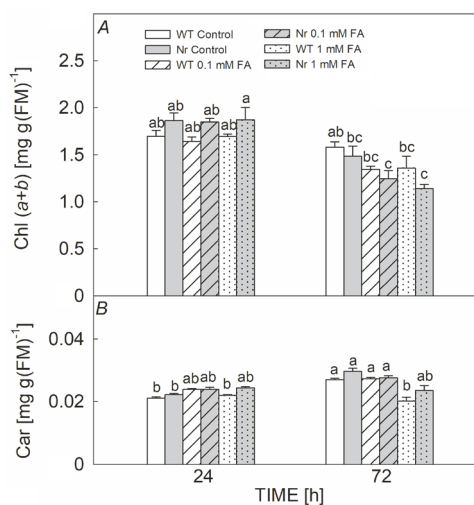 A
WT Control
Nr Control
WT 0.1 mM FA
Nr 0.1 mM FA
WT 1 mM FA
Nr 1 mM FA
Chl (a+b) [mg g(FM)⁻¹]
2.5
2.0
1.5
1.0
0.5
0
ab ab ab ab ab a
ab bc bc c bc c
B
Car [mg g(FM)⁻¹]
0.04
0.02
0
b b ab ab b ab
a a a a b ab
24 72
TIME [h]